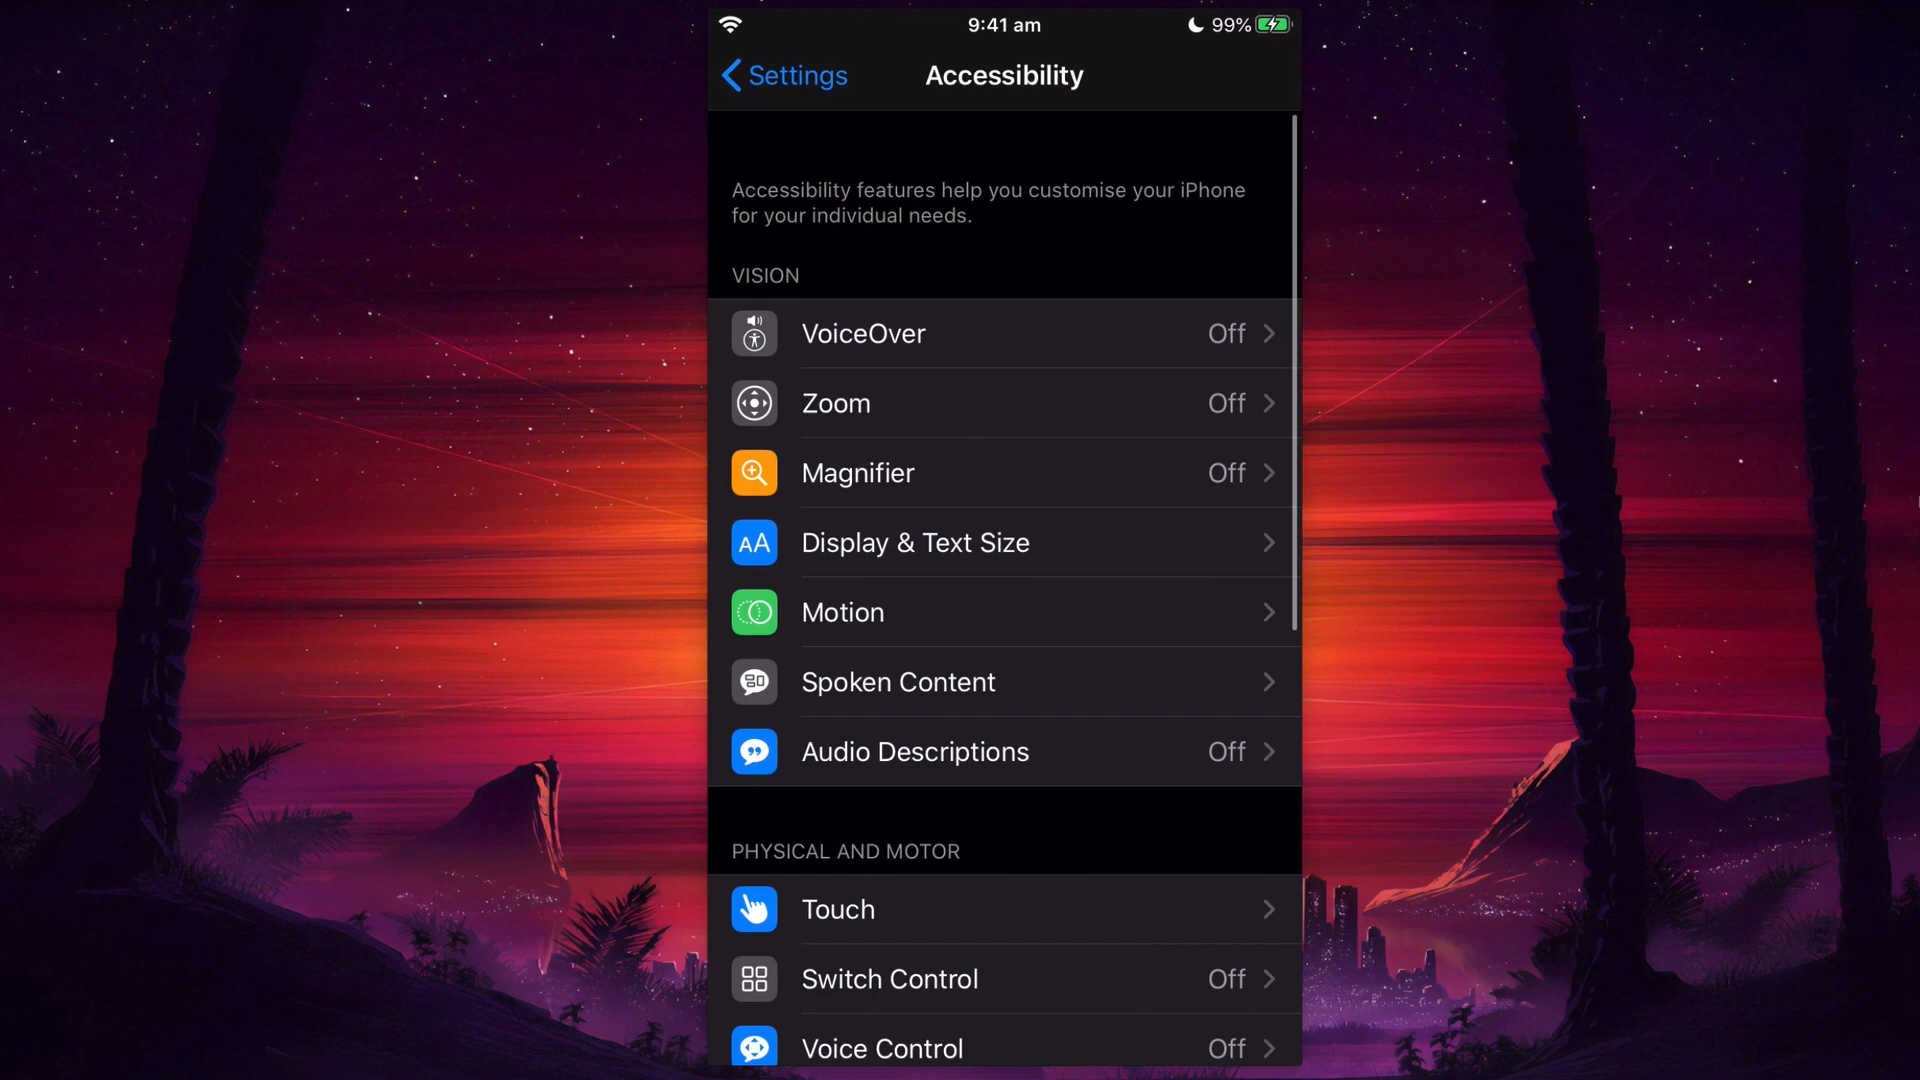 9:41 am
99%
Settings
Accessibility
Accessibility features help you customise your iPhone
for your individual needs.
VISION
VoiceOver Off
Zoom Off
Magnifier Off
AA Display & Text Size
Motion
Spoken Content
Audio Descriptions Off
PHYSICAL AND MOTOR
Touch
Switch Control Off
Voice Control Off